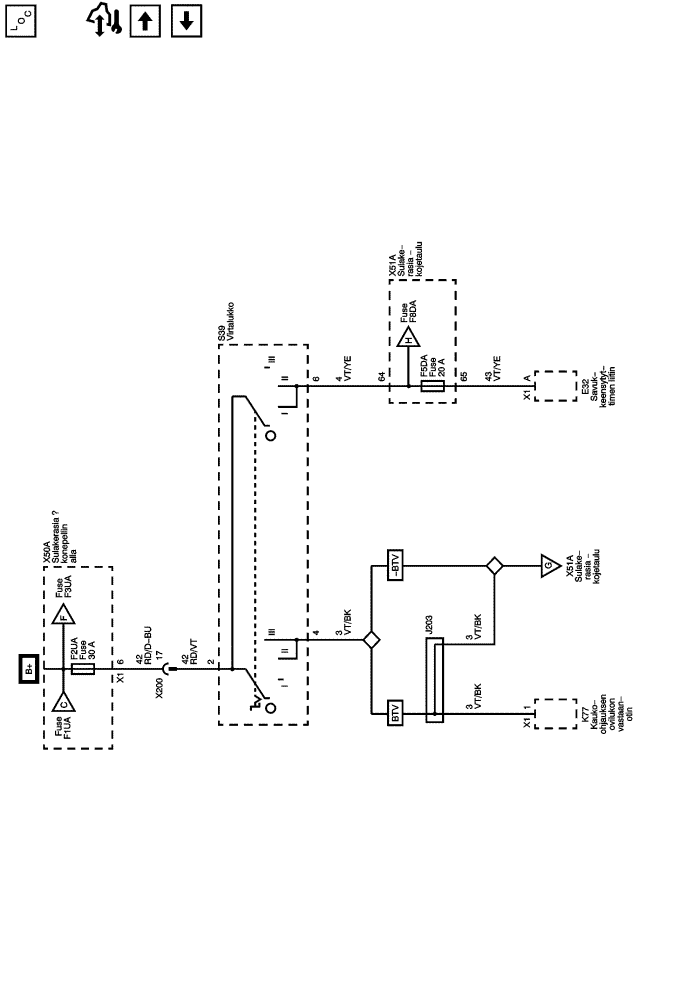 LOC
B+
X50A
Sulakerasia ?
konepellin
alla
Fuse
F3UA
F
F2UA
Fuse
30 A
C
Fuse
F1UA
6
X1
42
RD/D-BU
17
X200
42
RD/VT
2
S39
Virtalukko
III
II
I
O
III
II
I
O
6
4
VT/YE
64
X51A
Sulake-
rasia -
kojetaulu
Fuse
F8DA
H
F5DA
Fuse
20 A
65
43
VT/YE
A
X1
E32
Savuk-
keensytyt-
timen liitin
4
3
VT/BK
-BTV
BTV
J203
3
VT/BK
3
VT/BK
G
X51A
Sulake-
rasia -
kojetaulu
1
X1
K77
Kauko-
ohjauksen
ovilukon
vastaan-
otin